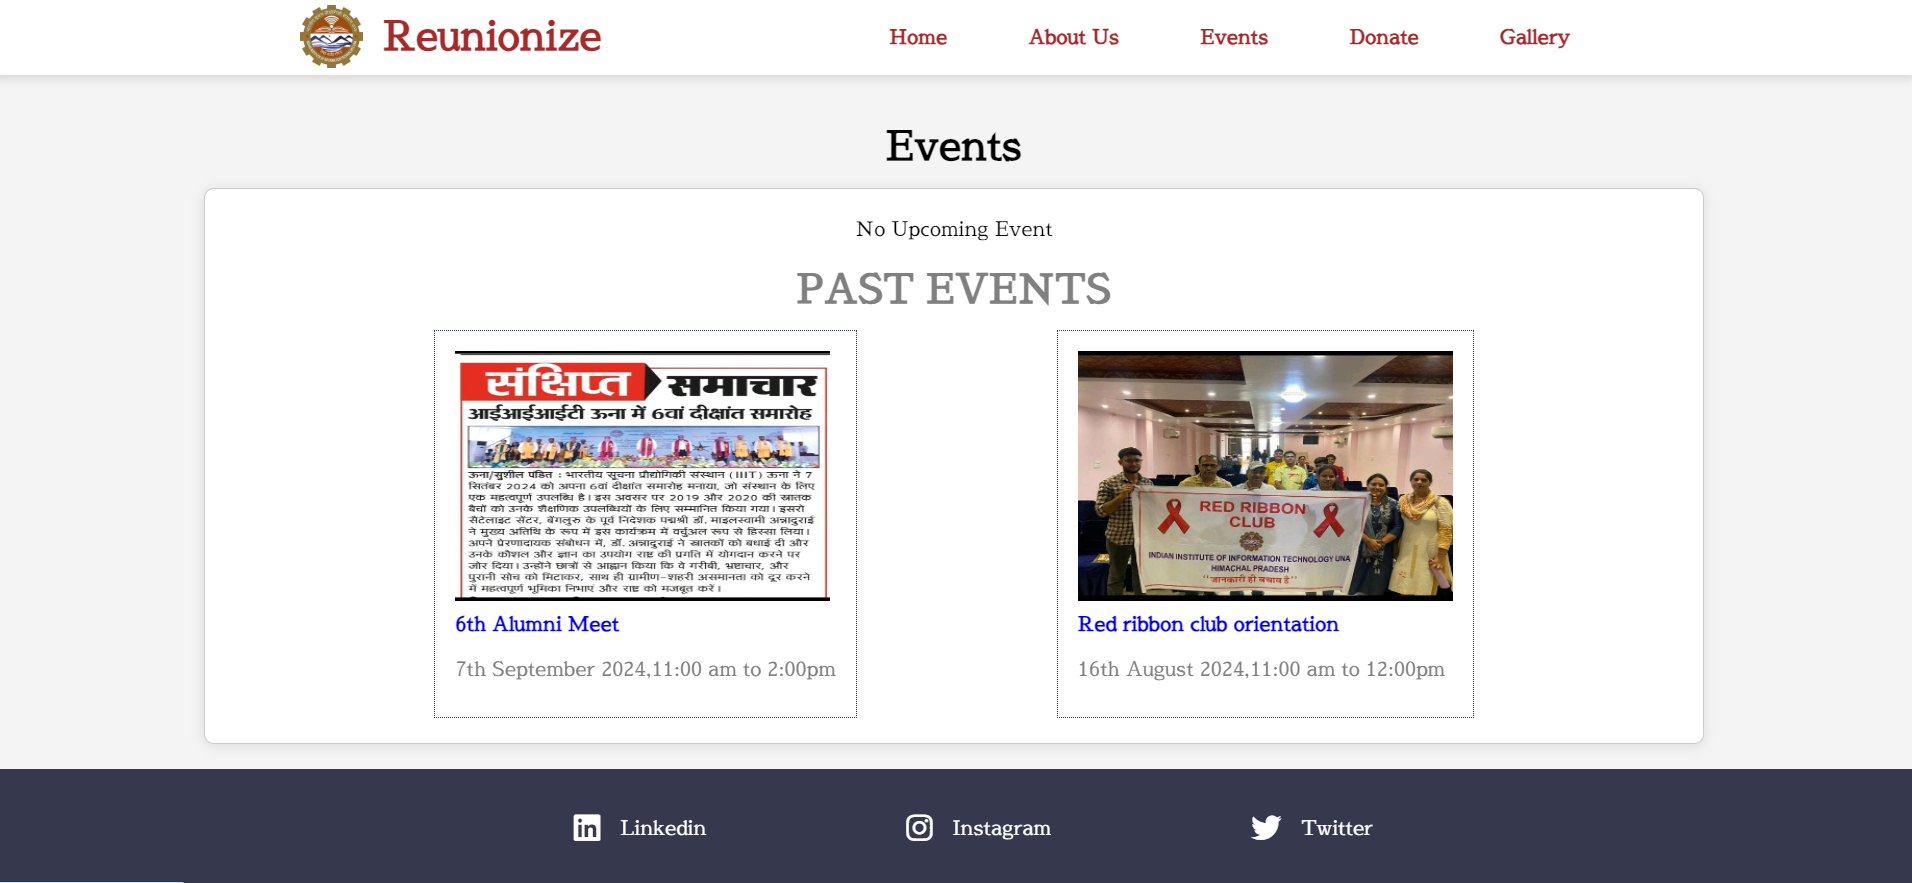 Reunionize
Home About Us Events Donate Gallery
Events
No Upcoming Event
PAST EVENTS
संक्षिप्त समाचार
आईआईआईटी ऊना में 6वां दीक्षांत समारोह
ऊना/सुशील पंडित : भारतीय सूचना प्रौद्योगिकी संस्थान (IIIT) ऊना ने 7
सितंबर 2024 को अपना 6वां दीक्षांत समारोह मनाया, जो संस्थान के लिए
एक महत्वपूर्ण उपलब्धि है। इस अवसर पर 2019 और 2020 की स्नातक
बैचों को उनके शैक्षणिक उपलब्धियों के लिए सम्मानित किया गया। इसरो
सैटेलाइट सेंटर, बेंगलुरु के पूर्व निदेशक पद्मश्री डॉ. माइलस्वामी अन्नादुराई
ने मुख्य अतिथि के रूप में इस कार्यक्रम में वर्चुअल रूप से हिस्सा लिया।
अपने प्रेरणादायक संबोधन में, डॉ. अन्नादुराई ने स्नातकों को बधाई दी और
उनके कौशल और ज्ञान का उपयोग राष्ट्र की प्रगति में योगदान करने पर
जोर दिया। उन्होंने छात्रों से आह्वान किया कि वे गरीबी, भ्रष्टाचार, और
पुरानी सोच को मिटाकर, साथ ही ग्रामीण-शहरी असमानता को दूर करने
में महत्वपूर्ण भूमिका निभाएं और राष्ट्र को मजबूत करें।
6th Alumni Meet
7th September 2024,11:00 am to 2:00pm
RED RIBBON
CLUB
INDIAN INSTITUTE OF INFORMATION TECHNOLOGY UNA
HIMACHAL PRADESH
"जानकारी ही बचाव है"
Red ribbon club orientation
16th August 2024,11:00 am to 12:00pm
Linkedin Instagram Twitter